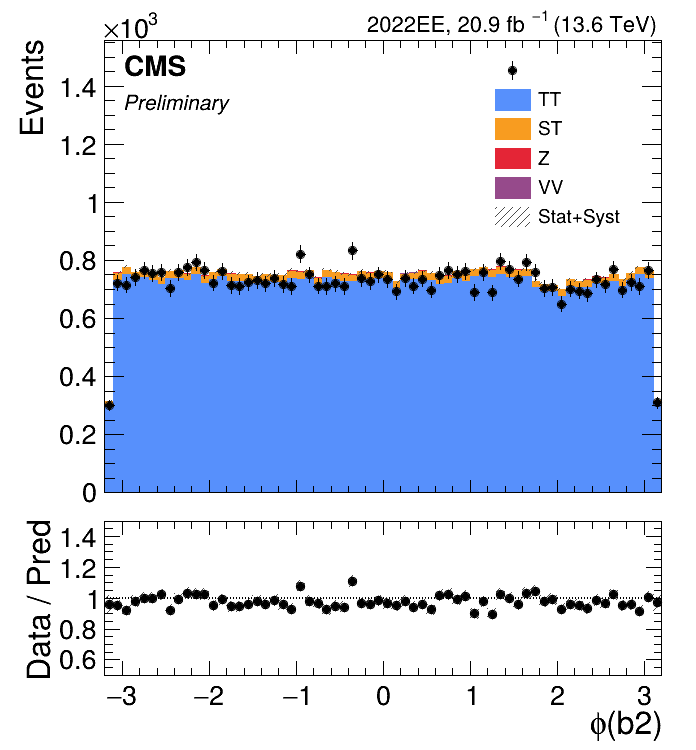 ×10³
2022EE, 20.9 fb⁻¹ (13.6 TeV)
CMS
Preliminary
Events
TT
ST
Z
VV
Stat+Syst
1.4
1.2
1
0.8
0.6
0.4
0.2
0
Data / Pred
1.4
1.2
1
0.8
0.6
−3 −2 −1 0 1 2 3
ϕ(b2)